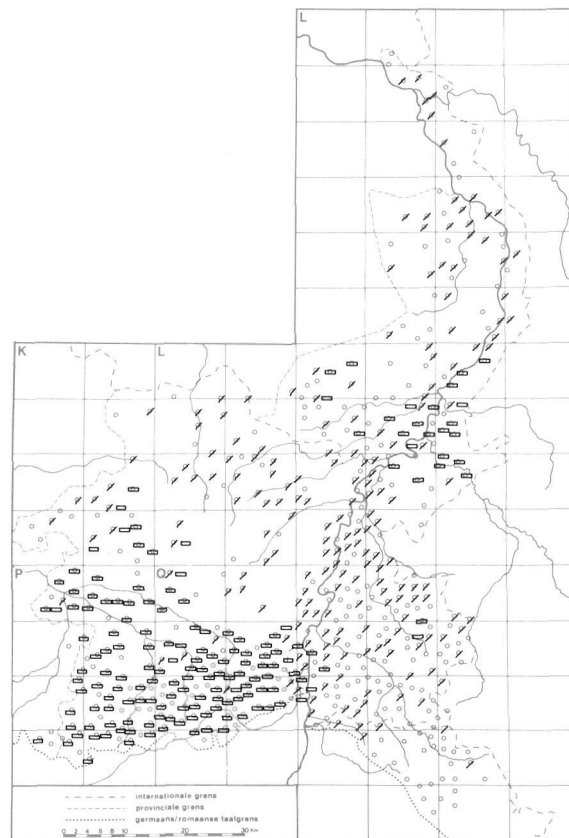 L
K
L
P
Q
internationale grens
provinciale grens
germaans/romaanse taalgrens
0 2 4 6 8 10 20 30 Km